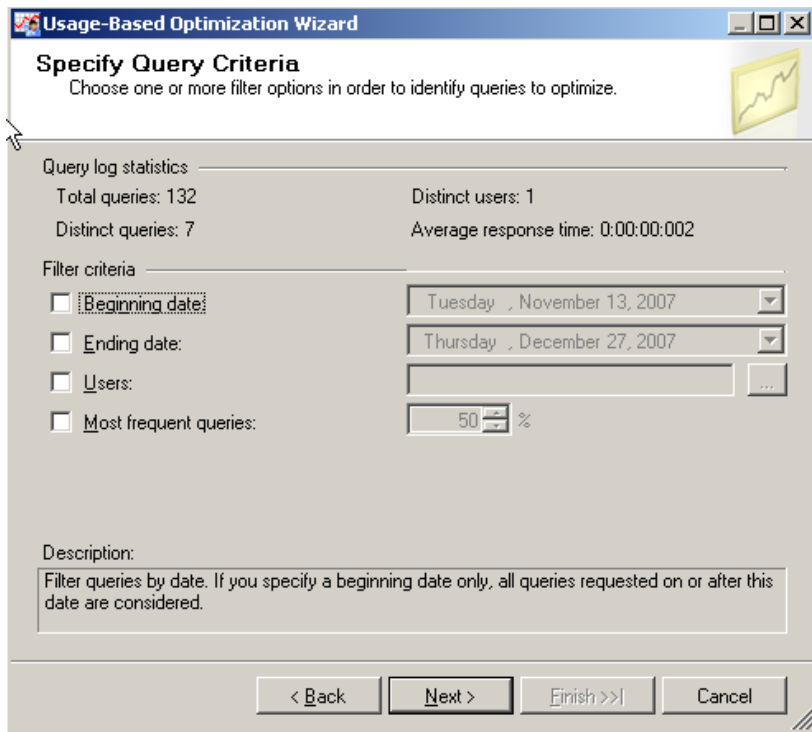 Usage-Based Optimization Wizard
Specify Query Criteria
Choose one or more filter options in order to identify queries to optimize.
Query log statistics
Total queries: 132
Distinct users: 1
Distinct queries: 7
Average response time: 0:00:00:002
Filter criteria
Beginning date:
Tuesday , November 13, 2007
Ending date:
Thursday , December 27, 2007
Users:
...
Most frequent queries:
50 %
Description:
Filter queries by date. If you specify a beginning date only, all queries requested on or after this
date are considered.
< Back
Next >
Finish >>|
Cancel